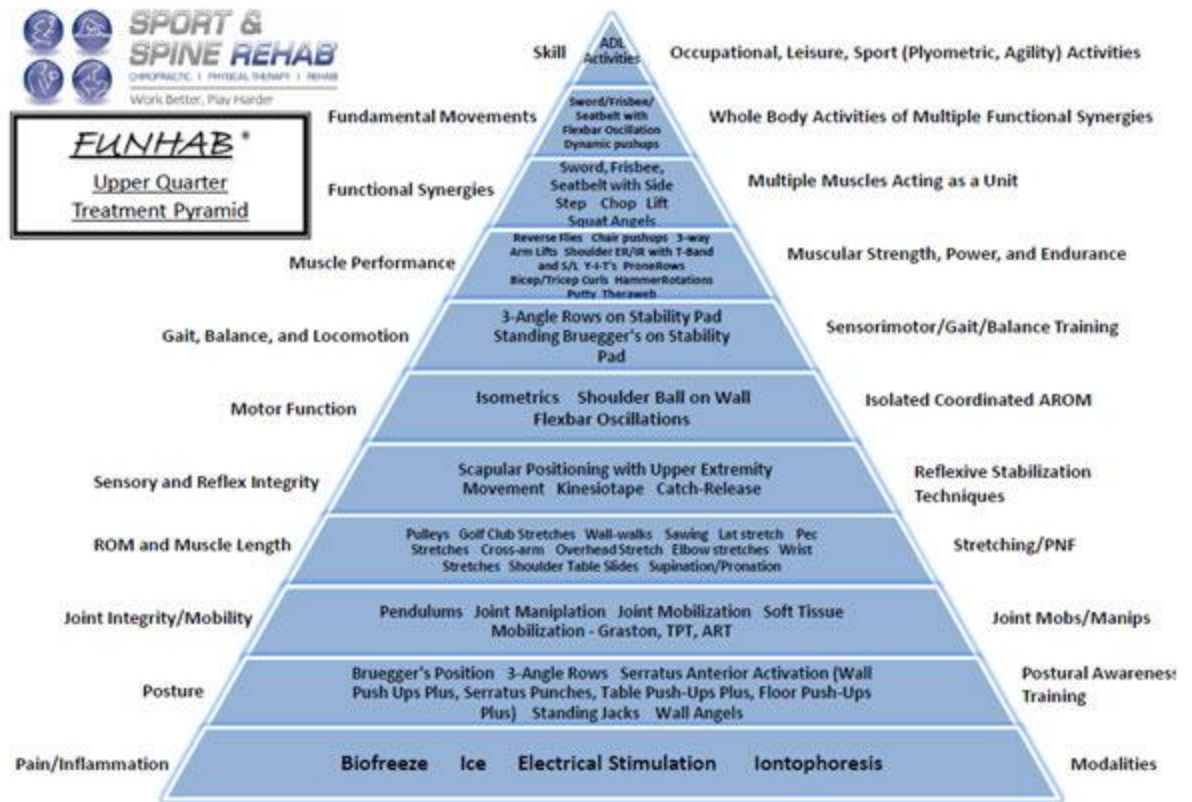 SPORT &
SPINE REHAB
CHIROPRACTIC | PHYSICAL THERAPY | REHAB
Work Better, Play Harder
FUNHAB®
Upper Quarter
Treatment Pyramid
Skill
ADL
Activities
Occupational, Leisure, Sport (Plyometric, Agility) Activities
Fundamental Movements
Sword/Frisbee/
Seatbelt with
Flexbar Oscillation
Dynamic pushups
Whole Body Activities of Multiple Functional Synergies
Functional Synergies
Sword, Frisbee,
Seatbelt with Side
Step Chop Lift
Squat Angels
Multiple Muscles Acting as a Unit
Muscle Performance
Reverse Flies Chair pushups 3-way
Arm Lifts Shoulder ER/IR with T-Band
and S/L Y-I-T's ProneRows
Bicep/Tricep Curls HammerRotations
Putty Theraweb
Muscular Strength, Power, and Endurance
Gait, Balance, and Locomotion
3-Angle Rows on Stability Pad
Standing Bruegger's on Stability
Pad
Sensorimotor/Gait/Balance Training
Motor Function
Isometrics Shoulder Ball on Wall
Flexbar Oscillations
Isolated Coordinated AROM
Sensory and Reflex Integrity
Scapular Positioning with Upper Extremity
Movement Kinesiotape Catch-Release
Reflexive Stabilization
Techniques
ROM and Muscle Length
Pulleys Golf Club Stretches Wall-walks Sawing Lat stretch Pec
Stretches Cross-arm Overhead Stretch Elbow stretches Wrist
Stretches Shoulder Table Slides Supination/Pronation
Stretching/PNF
Joint Integrity/Mobility
Pendulums Joint Maniplation Joint Mobilization Soft Tissue
Mobilization - Graston, TPT, ART
Joint Mobs/Manips
Posture
Bruegger's Position 3-Angle Rows Serratus Anterior Activation (Wall
Push Ups Plus, Serratus Punches, Table Push-Ups Plus, Floor Push-Ups
Plus) Standing Jacks Wall Angels
Postural Awareness
Training
Pain/Inflammation
Biofreeze Ice Electrical Stimulation Iontophoresis
Modalities